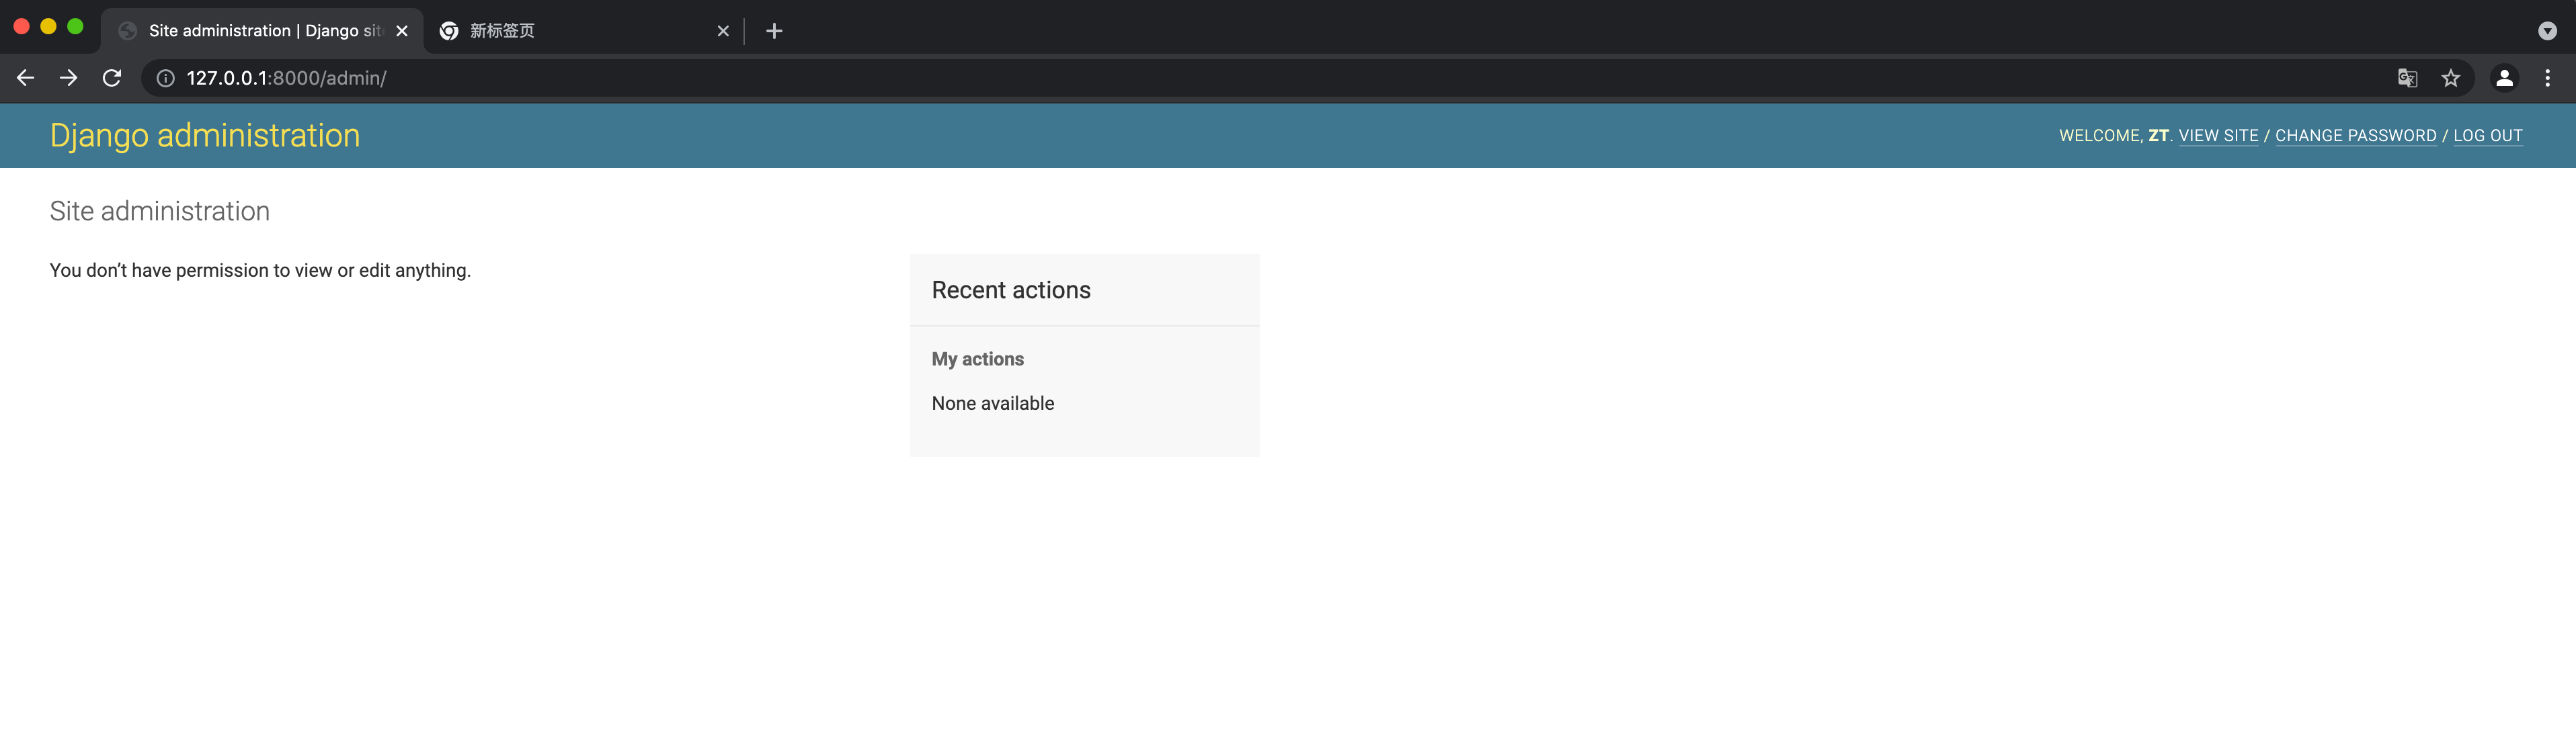 Site administration | Django sit
新标签页
127.0.0.1:8000/admin/
Django administration
WELCOME, ZT. VIEW SITE / CHANGE PASSWORD / LOG OUT
Site administration
You don’t have permission to view or edit anything.
Recent actions
My actions
None available